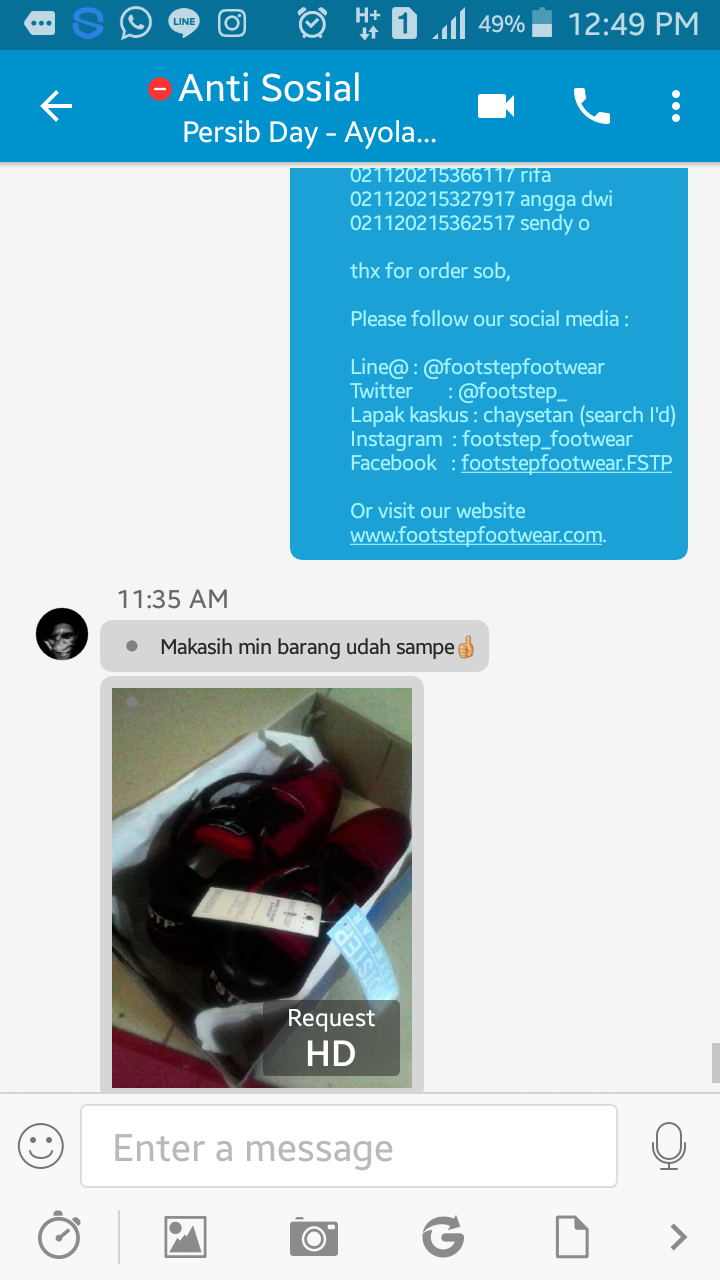 49% 12:49 PM
H+
1
LINE
Anti Sosial
Persib Day - Ayola...
021120215366117 rifa
021120215327917 angga dwi
021120215362517 sendy o
thx for order sob,
Please follow our social media :
Line@ : @footstepfootwear
Twitter : @footstep_
Lapak kaskus : chaysetan (search I'd)
Instagram : footstep_footwear
Facebook : footstepfootwear.FSTP
Or visit our website
www.footstepfootwear.com.
11:35 AM
Makasih min barang udah sampe👍
FSTP
Request
HD
Enter a message